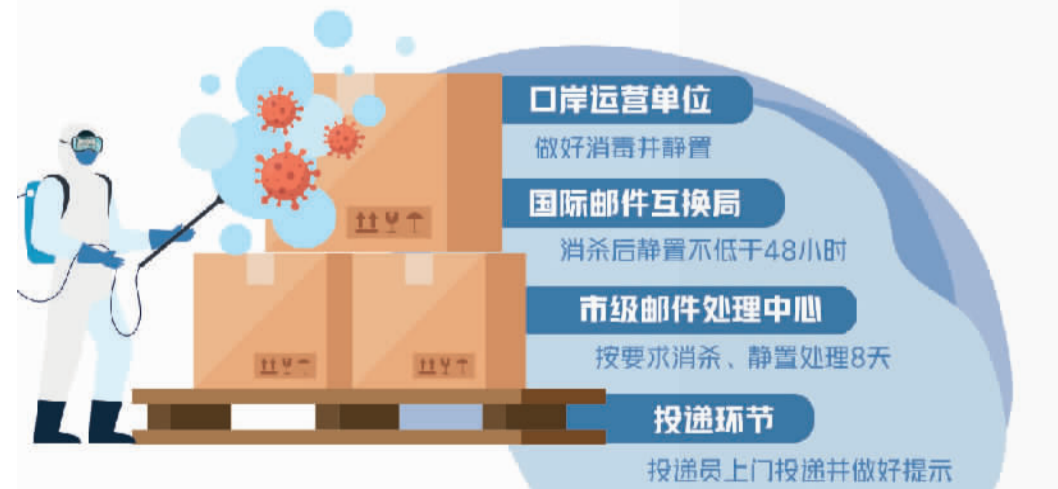 口岸运营单位
做好消毒并静置
国际邮件互换局
消杀后静置不低于48小时
市级邮件处理中心
按要求消杀、静置处理8天
投递环节
投递员上门投递并做好提示